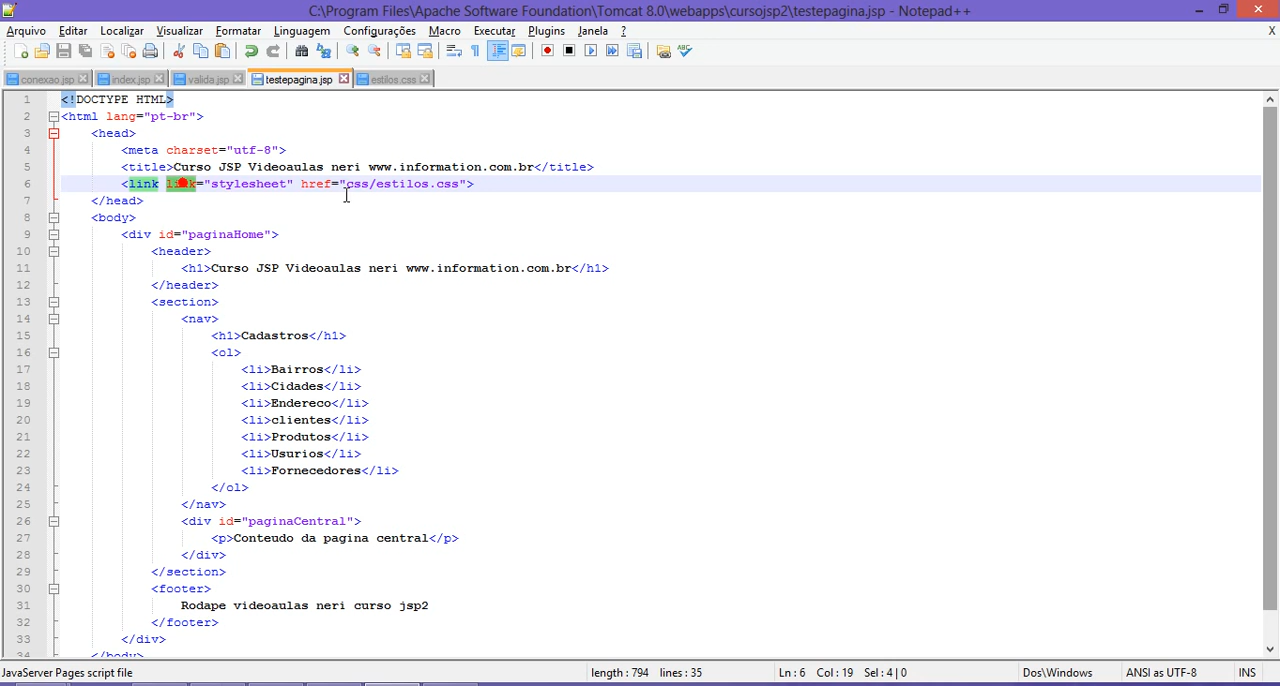 C:\Program Files\Apache Software Foundation\Tomcat 8.0\webapps\cursojsp2\testepagina.jsp - Notepad++
Arquivo Editar Localizar Visualizar Formatar Linguagem Configurações Macro Executar Plugins Janela ? X
conexao.jsp index.jsp valida.jsp testepagina.jsp estilos.css
1 <!DOCTYPE HTML>
2 <html lang="pt-br">
3 <head>
4 <meta charset="utf-8">
5 <title>Curso JSP Videoaulas neri www.information.com.br</title>
6 <link link="stylesheet" href="css/estilos.css">
7 </head>
8 <body>
9 <div id="paginaHome">
10 <header>
11 <h1>Curso JSP Videoaulas neri www.information.com.br</h1>
12 </header>
13 <section>
14 <nav>
15 <h1>Cadastros</h1>
16 <ol>
17 <li>Bairros</li>
18 <li>Cidades</li>
19 <li>Endereco</li>
20 <li>clientes</li>
21 <li>Produtos</li>
22 <li>Usurios</li>
23 <li>Fornecedores</li>
24 </ol>
25 </nav>
26 <div id="paginaCentral">
27 <p>Conteudo da pagina central</p>
28 </div>
29 </section>
30 <footer>
31 Rodape videoaulas neri curso jsp2
32 </footer>
33 </div>
34 </body>
JavaServer Pages script file length : 794 lines : 35 Ln : 6 Col : 19 Sel : 4 | 0 Dos\Windows ANSI as UTF-8 INS